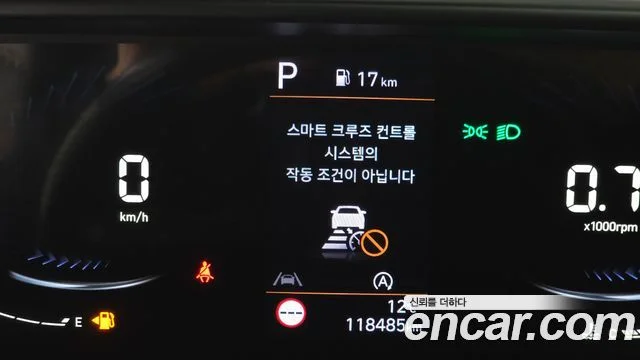 P
17 km
스마트 크루즈 컨트롤
시스템의
작동 조건이 아닙니다
0
km/h
0.7
x1000rpm
A
E
신뢰를 더하다
118485
encar.com